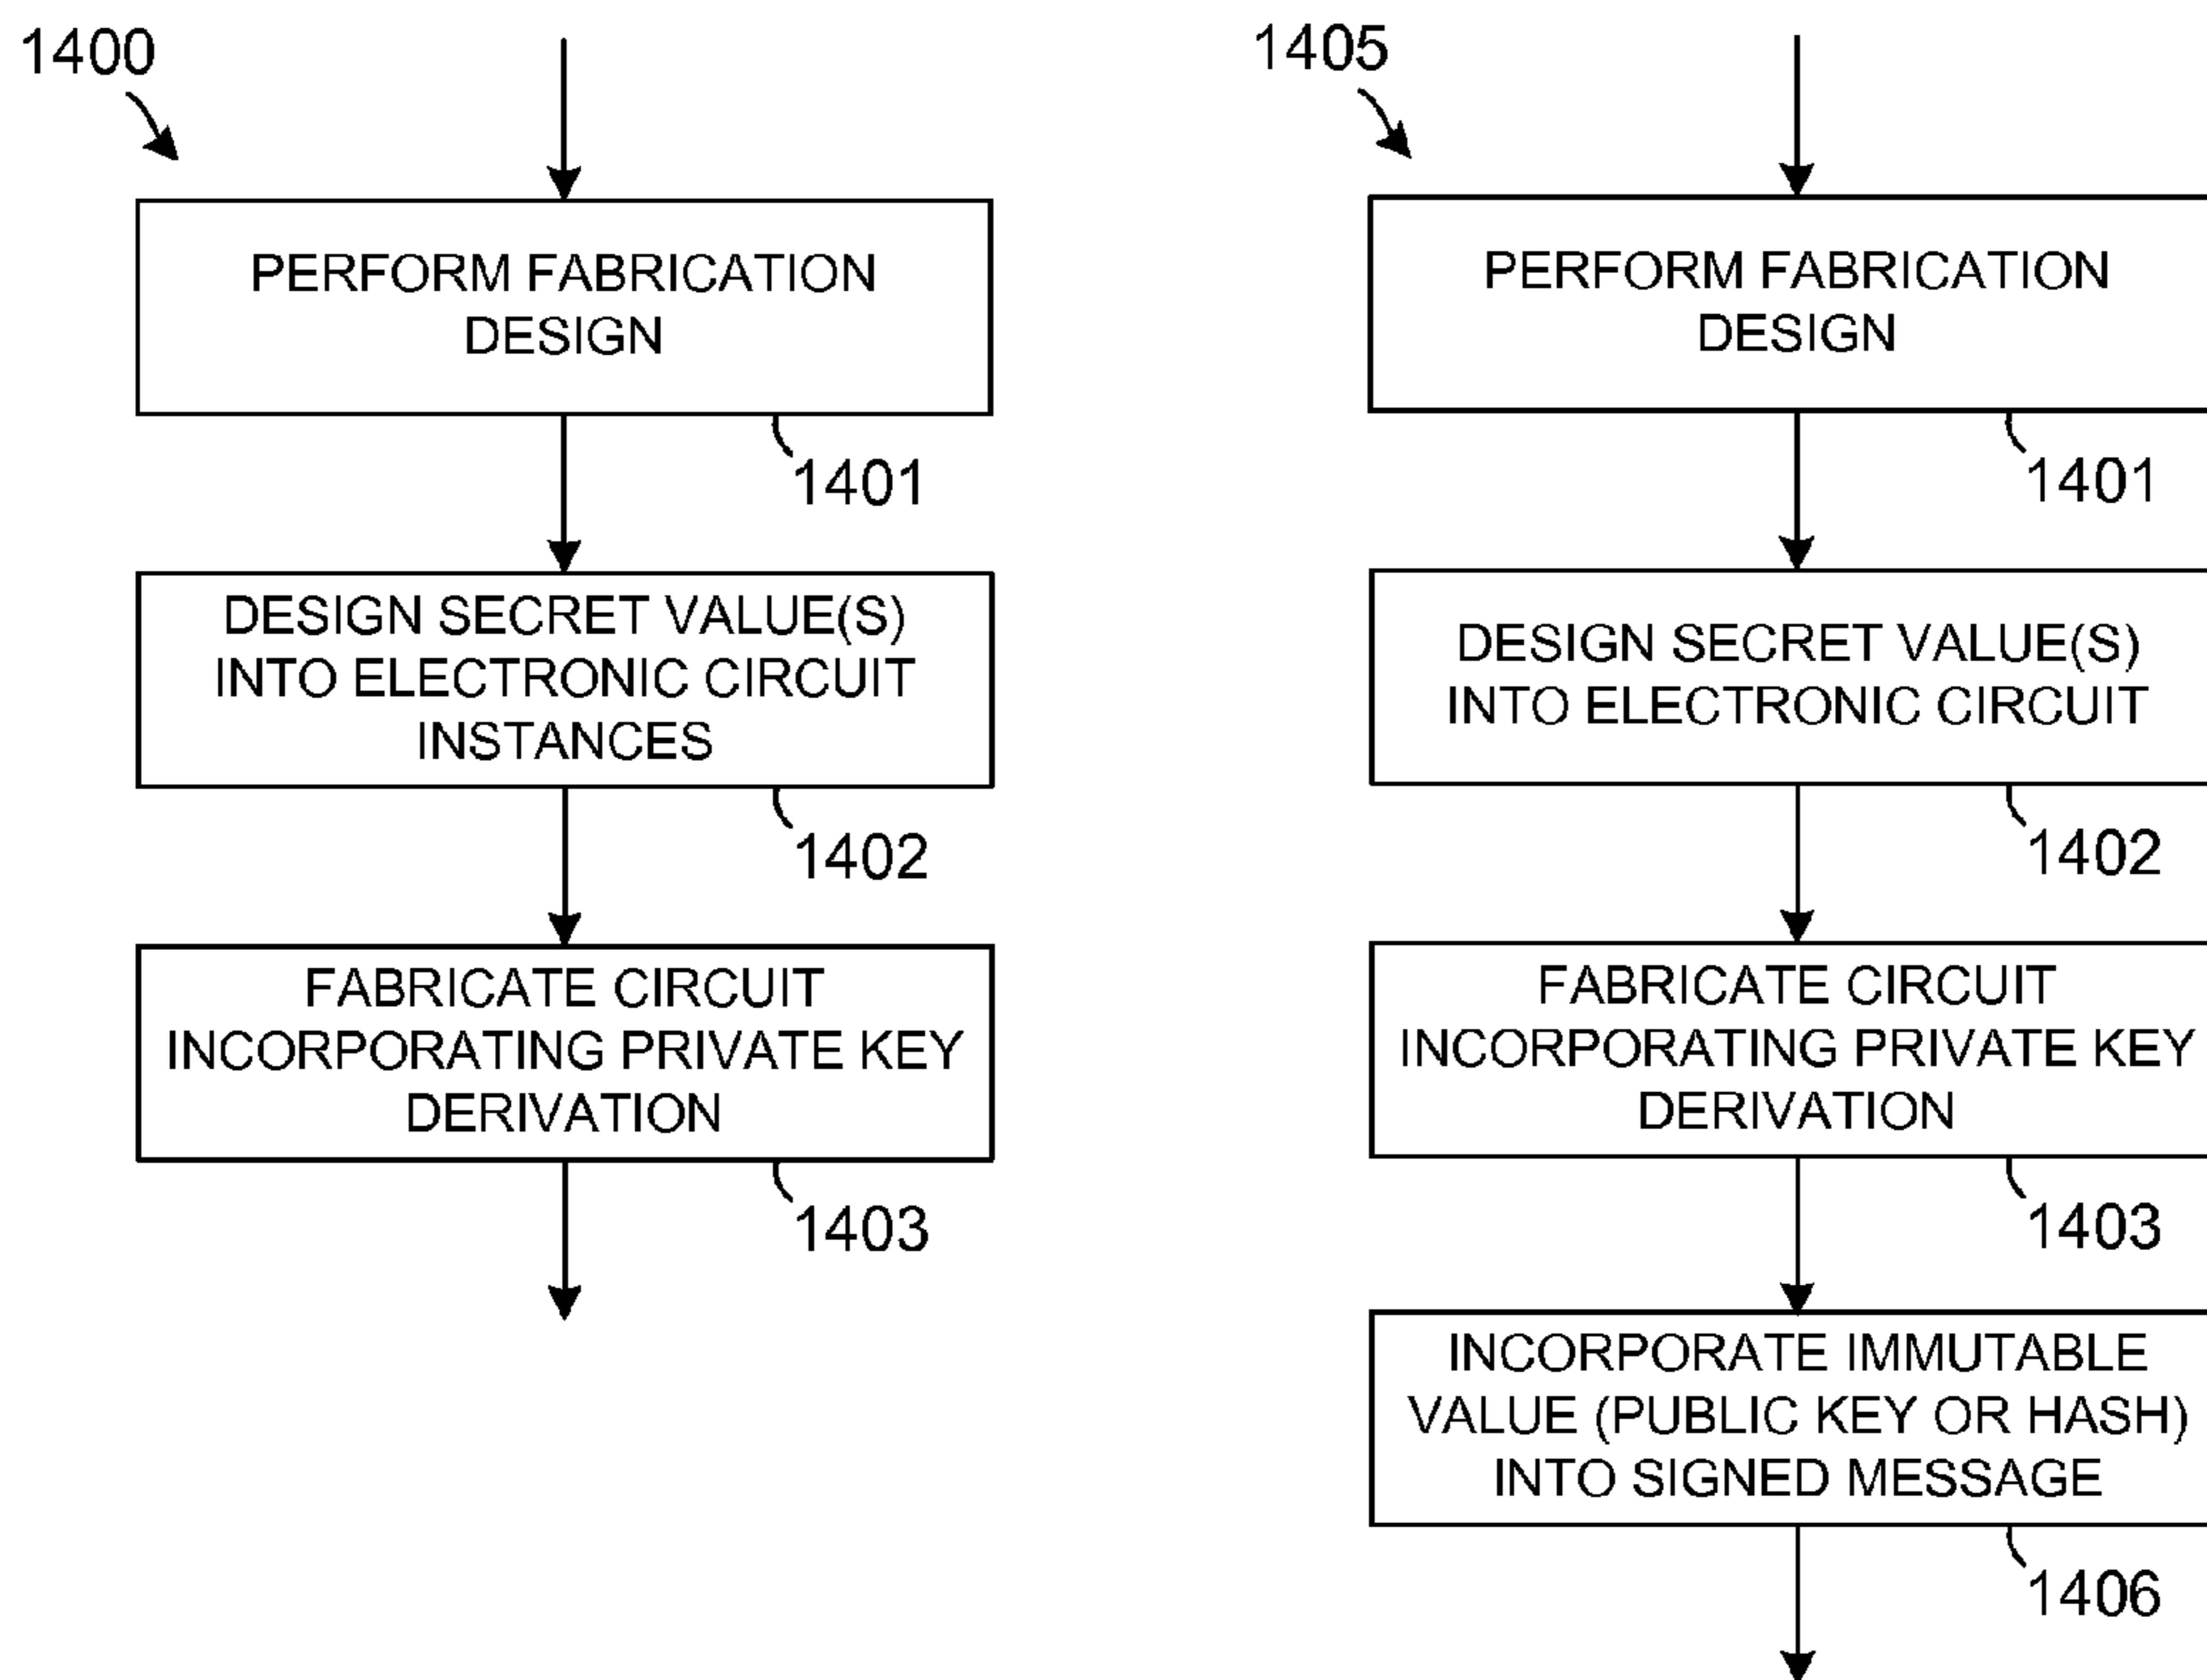 1400
PERFORM FABRICATION
DESIGN
1401
DESIGN SECRET VALUE(S)
INTO ELECTRONIC CIRCUIT
INSTANCES
1402
FABRICATE CIRCUIT
INCORPORATING PRIVATE KEY
DERIVATION
1403
1405
PERFORM FABRICATION
DESIGN
1401
DESIGN SECRET VALUE(S)
INTO ELECTRONIC CIRCUIT
1402
FABRICATE CIRCUIT
INCORPORATING PRIVATE KEY
DERIVATION
1403
INCORPORATE IMMUTABLE
VALUE (PUBLIC KEY OR HASH)
INTO SIGNED MESSAGE
1406